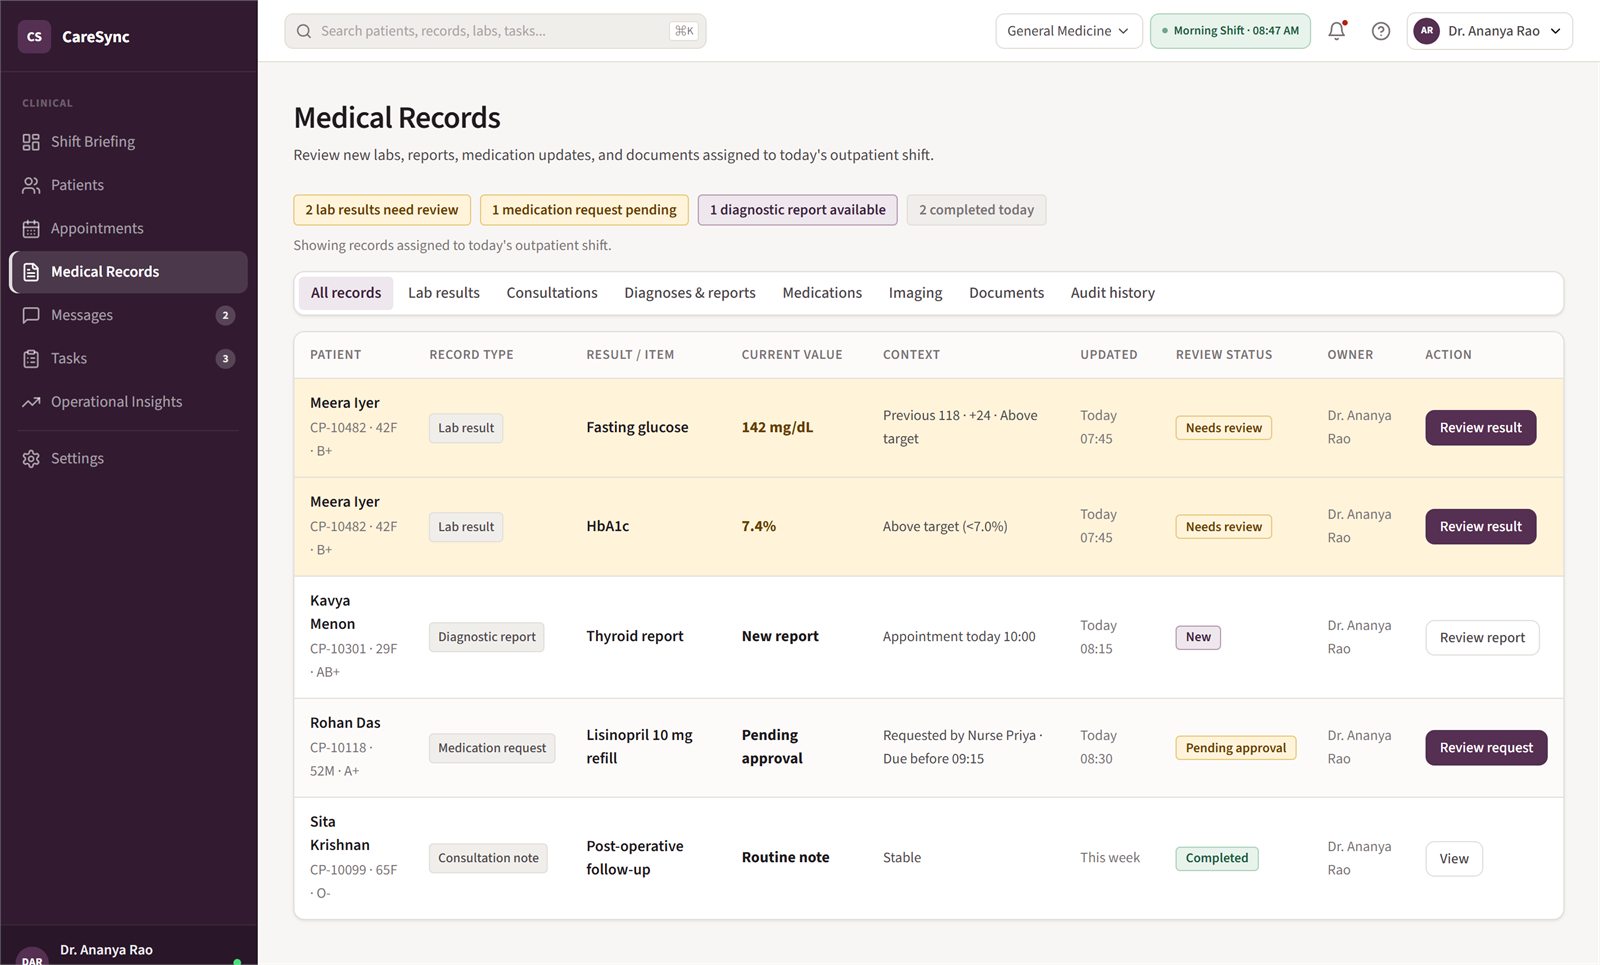 CS
CareSync
CLINICAL
Shift Briefing
Patients
Appointments
Medical Records
Messages
2
Tasks
3
Operational Insights
Settings
DAR
Dr. Ananya Rao
Search patients, records, labs, tasks...
⌘K
General Medicine
Morning Shift · 08:47 AM
AR
Dr. Ananya Rao
Medical Records
Review new labs, reports, medication updates, and documents assigned to today's outpatient shift.
2 lab results need review
1 medication request pending
1 diagnostic report available
2 completed today
Showing records assigned to today's outpatient shift.
All records
Lab results
Consultations
Diagnoses & reports
Medications
Imaging
Documents
Audit history
PATIENT
RECORD TYPE
RESULT / ITEM
CURRENT VALUE
CONTEXT
UPDATED
REVIEW STATUS
OWNER
ACTION
Meera Iyer
CP-10482 · 42F
· B+
Lab result
Fasting glucose
142 mg/dL
Previous 118 · +24 · Above
target
Today
07:45
Needs review
Dr. Ananya
Rao
Review result
Meera Iyer
CP-10482 · 42F
· B+
Lab result
HbA1c
7.4%
Above target (<7.0%)
Today
07:45
Needs review
Dr. Ananya
Rao
Review result
Kavya
Menon
CP-10301 · 29F
· AB+
Diagnostic report
Thyroid report
New report
Appointment today 10:00
Today
08:15
New
Dr. Ananya
Rao
Review report
Rohan Das
CP-10118 ·
52M · A+
Medication request
Lisinopril 10 mg
refill
Pending
approval
Requested by Nurse Priya ·
Due before 09:15
Today
08:30
Pending approval
Dr. Ananya
Rao
Review request
Sita
Krishnan
CP-10099 · 65F
· O-
Consultation note
Post-operative
follow-up
Routine note
Stable
This week
Completed
Dr. Ananya
Rao
View